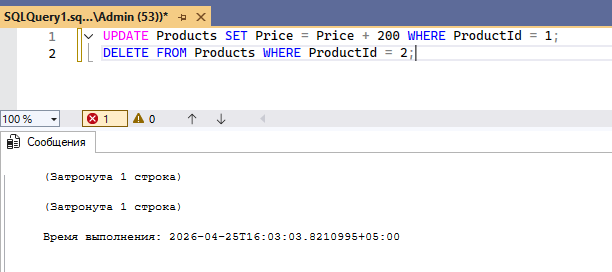 SQLQuery1.sq...\Admin (53))*
1 UPDATE Products SET Price = Price + 200 WHERE ProductId = 1;
2 DELETE FROM Products WHERE ProductId = 2;
100 % 1 0
Сообщения
(Затронута 1 строка)
(Затронута 1 строка)
Время выполнения: 2026-04-25T16:03:03.8210995+05:00